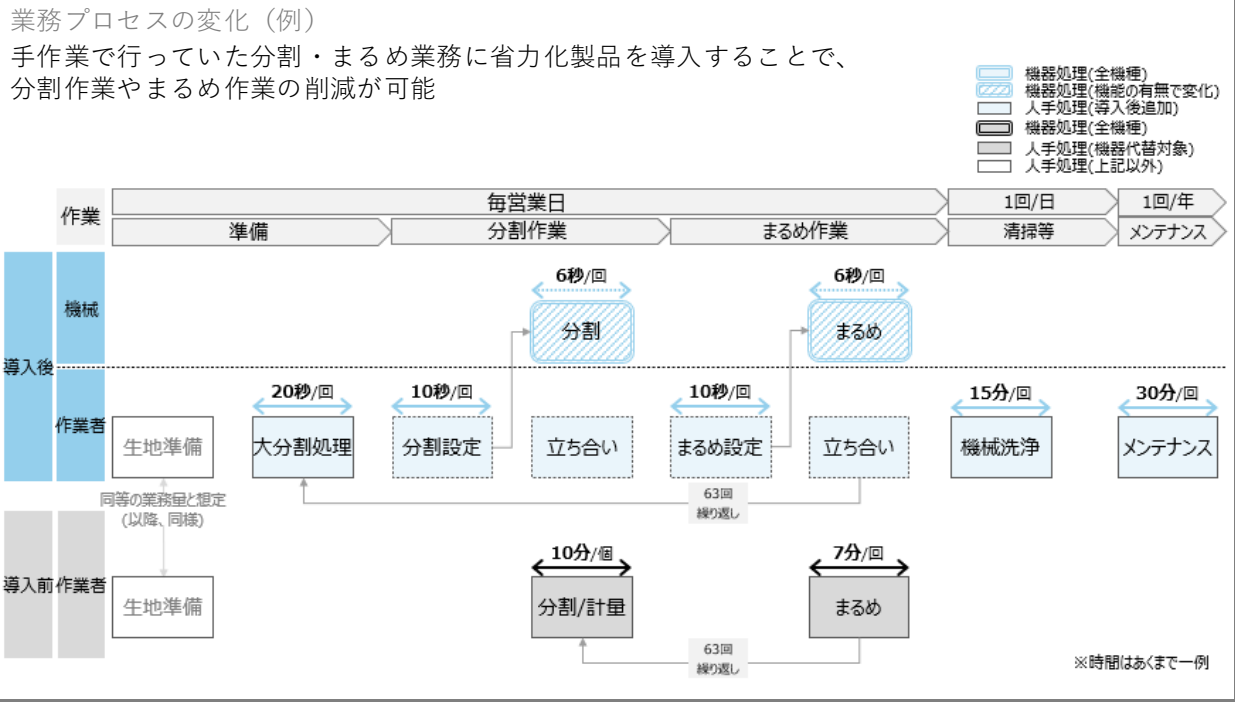 業務プロセスの変化（例）
手作業で行っていた分割・まるめ業務に省力化製品を導入することで、
分割作業やまるめ作業の削減が可能
機器処理(全機種)
機器処理(機能の有無で変化)
人手処理(導入後追加)
機器処理(全機種)
人手処理(機器代替対象)
人手処理(上記以外)
作業
毎営業日
1回/日
1回/年
準備
分割作業
まるめ作業
清掃等
メンテナンス
導入後
機械
6秒/回
6秒/回
分割
まるめ
作業者
20秒/回
10秒/回
10秒/回
15分/回
30分/回
生地準備
大分割処理
分割設定
立ち合い
まるめ設定
立ち合い
機械洗浄
メンテナンス
63回
繰り返し
同等の業務量と想定
(以降、同様)
導入前
作業者
10分/個
7分/回
生地準備
分割/計量
まるめ
63回
繰り返し
※時間はあくまで一例